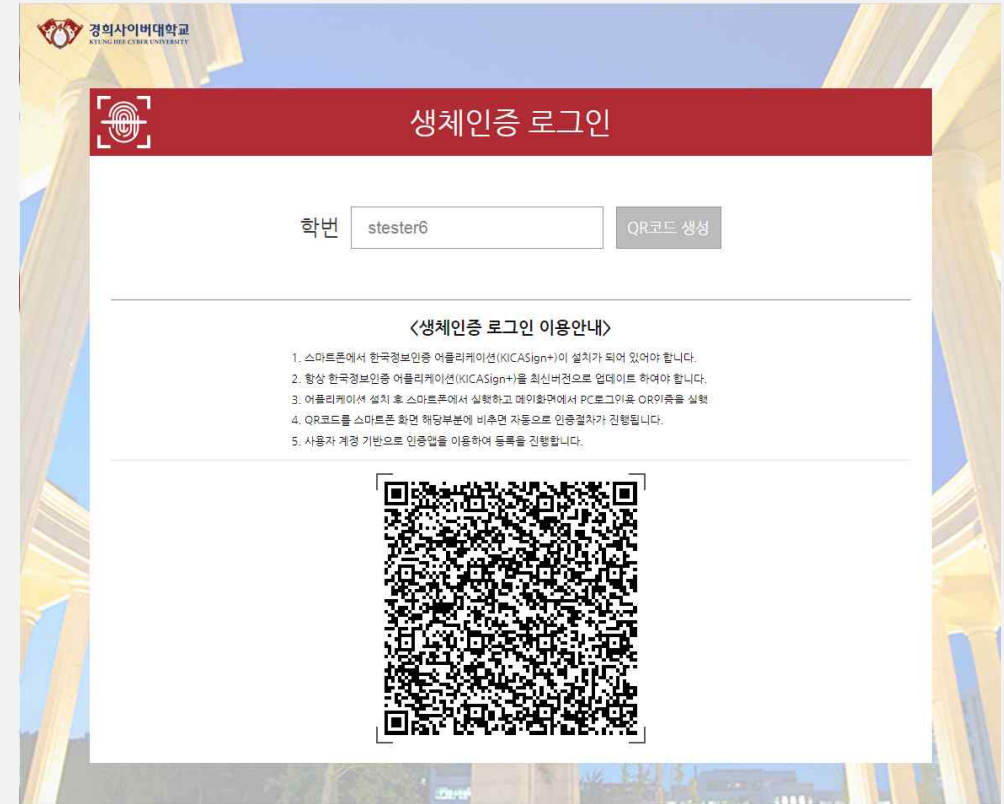 경희사이버대학교
KYUNG HEE CYBER UNIVERSITY
생체인증 로그인
학번 stester6 QR코드 생성
<생체인증 로그인 이용안내>
1. 스마트폰에서 한국정보인증 어플리케이션(KICASign+)이 설치가 되어 있어야 합니다.
2. 항상 한국정보인증 어플리케이션(KICASign+)을 최신버전으로 업데이트 하여야 합니다.
3. 어플리케이션 설치 후 스마트폰에서 실행하고 메인화면에서 PC로그인용 QR인증을 실행
4. QR코드를 스마트폰 화면 해당부분에 비추면 자동으로 인증절차가 진행됩니다.
5. 사용자 계정 기반으로 인증앱을 이용하여 등록을 진행합니다.